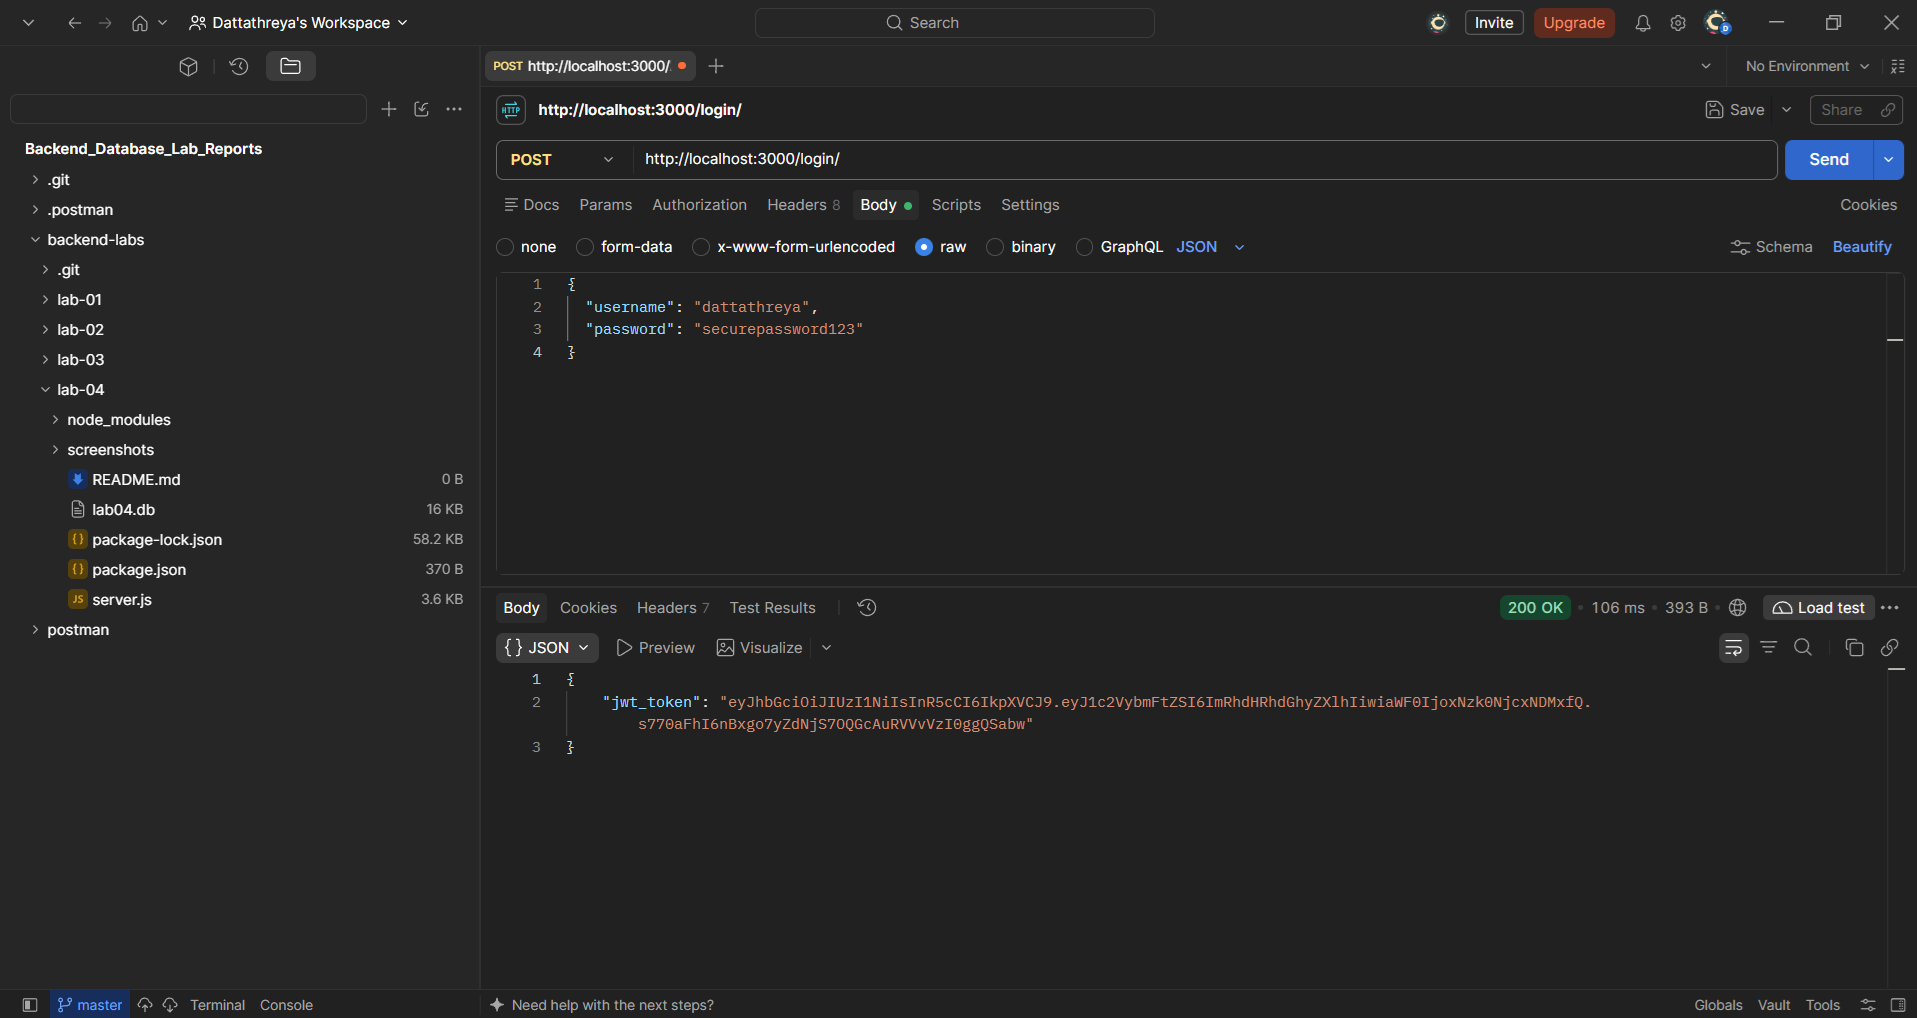 Dattathreya's Workspace
Search
Invite
Upgrade
POST http://localhost:3000/
No Environment
HTTP http://localhost:3000/login/
Save
Share
Backend_Database_Lab_Reports
.git
.postman
backend-labs
.git
lab-01
lab-02
lab-03
lab-04
node_modules
screenshots
README.md 0 B
lab04.db 16 KB
package-lock.json 58.2 KB
package.json 370 B
JS server.js 3.6 KB
postman
POST http://localhost:3000/login/
Send
Docs Params Authorization Headers 8 Body Scripts Settings Cookies
none form-data x-www-form-urlencoded raw binary GraphQL JSON Schema Beautify
1 {
2 "username": "dattathreya",
3 "password": "securepassword123"
4 }
Body Cookies Headers 7 Test Results 200 OK • 106 ms • 393 B Load test
{} JSON Preview Visualize
1 {
2 "jwt_token": "eyJhbGciOiJIUzI1NiIsInR5cCI6IkpXVCJ9.eyJ1c2VybmFtZSI6ImRhdHRhdGhyZXlhIiwiaWF0IjoxNzk0NjcxNDMxfQ.
s770aFhI6nBxgo7yZdNjS7OQGcAuRVVvVzI0ggQSabw"
3 }
master Terminal Console
Need help with the next steps?
Globals Vault Tools